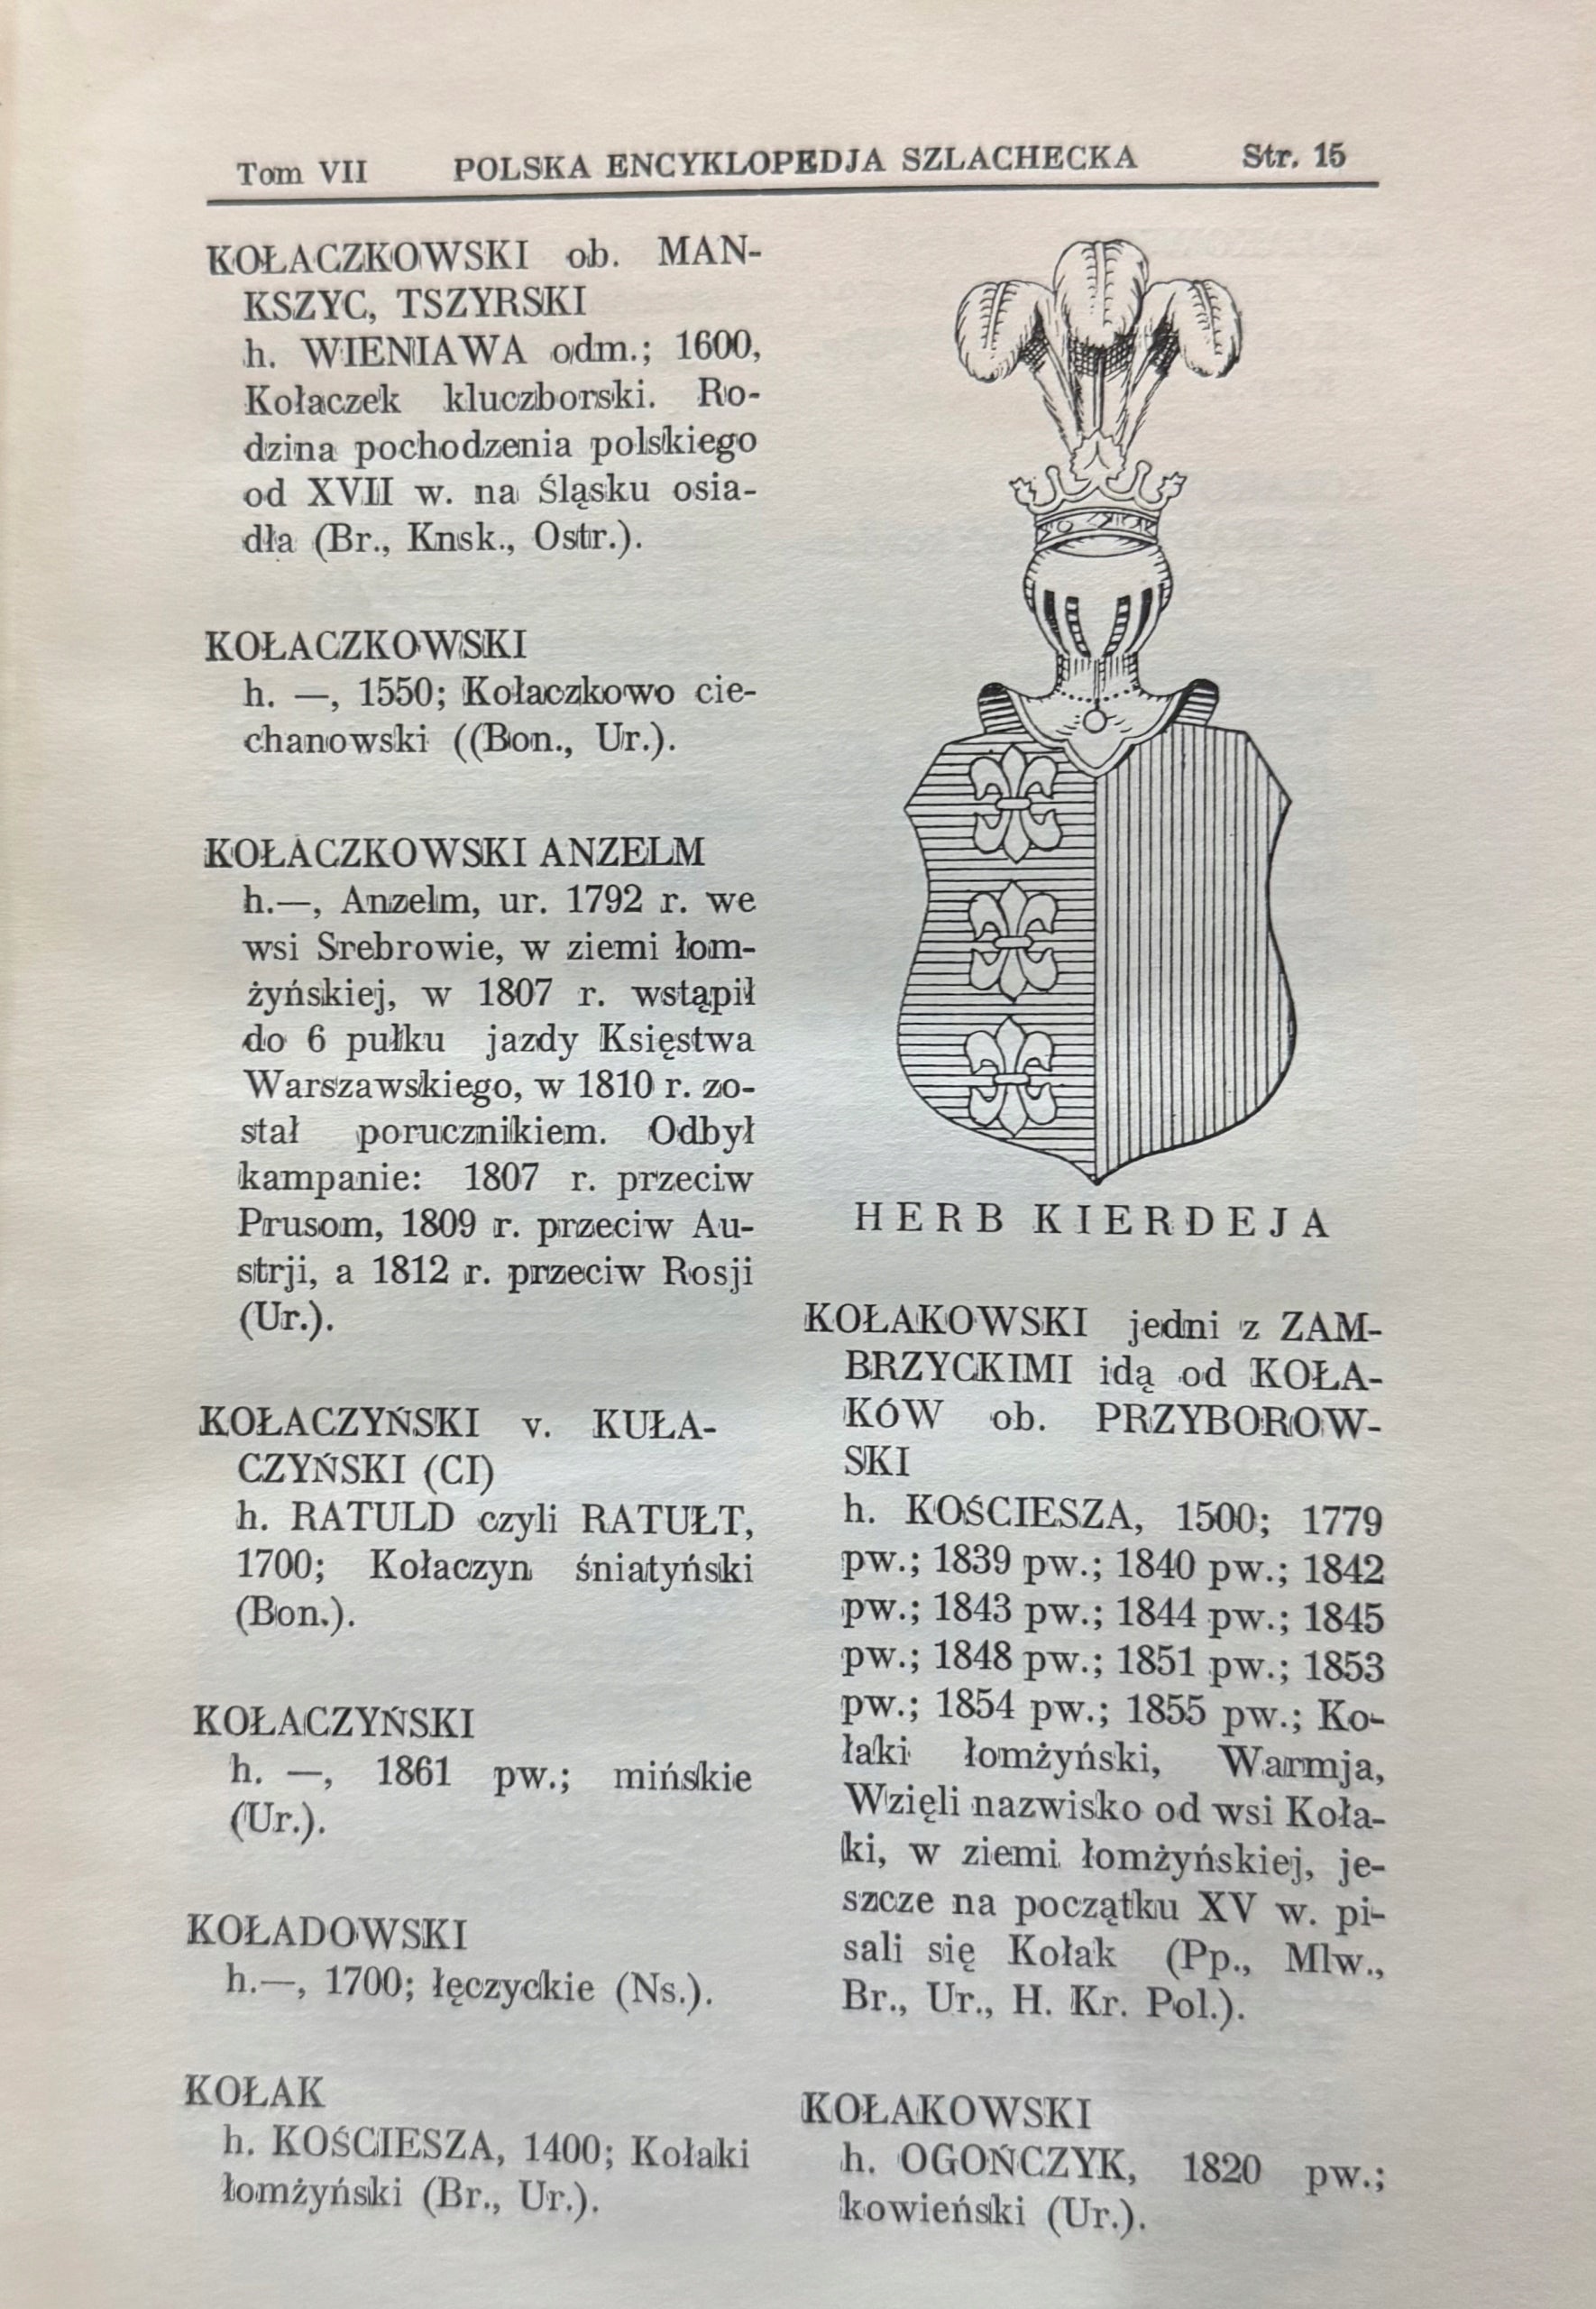 Tom VII POLSKA ENCYKLOPEDJA SZLACHECKA Str. 15
KOŁACZKOWSKI ob. MAN-
KSZYC, TSZYRSKI
h. WIENIAWA odm.; 1600,
Kołaczek kluczborski. Ro-
dzina pochodzenia polskiego
od XVII w. na Śląsku osia-
dła (Br., Knsk., Ostr.).
KOŁACZKOWSKI
h. —, 1550; Kołaczkowo cie-
chanowski ((Bon., Ur.).
KOŁACZKOWSKI ANZELM
h.—, Anzelm, ur. 1792 r. we
wsi Srebrowie, w ziemi łom-
żyńskiej, w 1807 r. wstąpił
do 6 pułku jazdy Księstwa
Warszawskiego, w 1810 r. zo-
stał porucznikiem. Odbył
kampanie: 1807 r. przeciw
Prusom, 1809 r. przeciw Au-
strji, a 1812 r. przeciw Rosji
(Ur.).
KOŁACZYŃSKI v. KUŁA-
CZYŃSKI (CI)
h. RATULD czyli RATUŁT,
1700; Kołaczyn śniatyński
(Bon.).
KOŁACZYŃSKI
h. —, 1861 pw.; mińskie
(Ur.).
KOŁADOWSKI
h.—, 1700; łęczyckie (Ns.).
KOŁAK
h. KOŚCIESZA, 1400; Kołaki
łomżyński (Br., Ur.).
HERB KIERDEJA
KOŁAKOWSKI jedni z ZAM-
BRZYCKIMI idą od KOŁA-
KÓW ob. PRZYBOROW-
SKI
h. KOŚCIESZA, 1500; 1779
pw.; 1839 pw.; 1840 pw.; 1842
pw.; 1843 pw.; 1844 pw.; 1845
pw.; 1848 pw.; 1851 pw.; 1853
pw.; 1854 pw.; 1855 pw.; Ko-
łaki łomżyński, Warmja,
Wzięli nazwisko od wsi Koła-
ki, w ziemi łomżyńskiej, je-
szcze na początku XV w. pi-
sali się Kołak (Pp., Mlw.,
Br., Ur., H. Kr. Pol.).
KOŁAKOWSKI
h. OGOŃCZYK, 1820 pw.;
kowieński (Ur.).